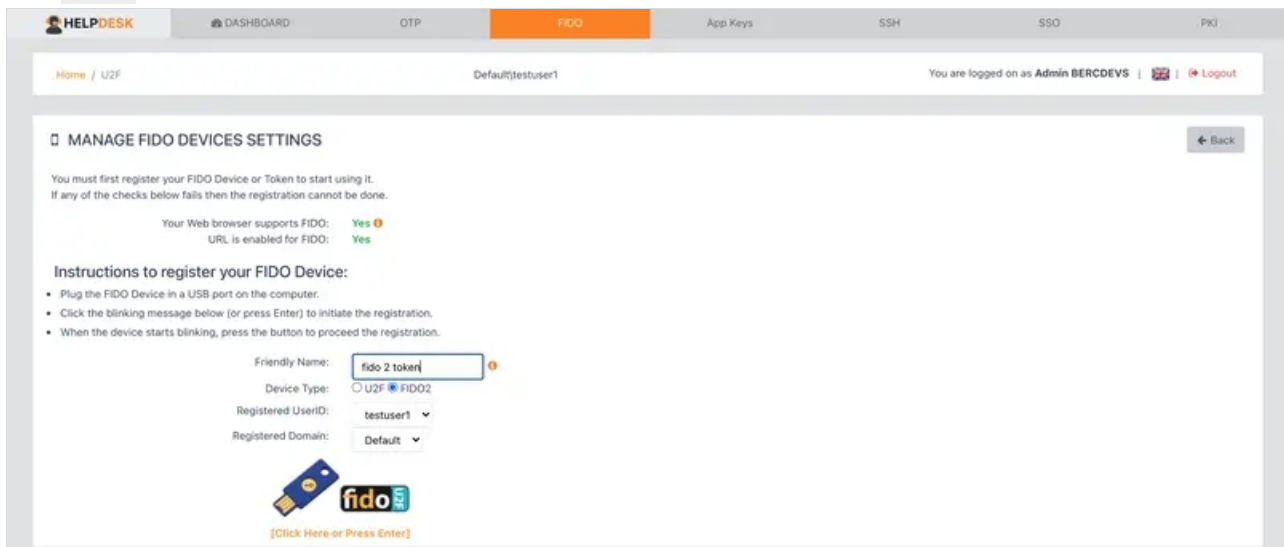 HELPDESK DASHBOARD OTP FIDO App Keys SSH SSO PKI
Home / U2F Default\testuser1 You are logged on as Admin BERCDEVS | | Logout
MANAGE FIDO DEVICES SETTINGS Back
You must first register your FIDO Device or Token to start using it.
If any of the checks below fails then the registration cannot be done.
Your Web browser supports FIDO: Yes
URL is enabled for FIDO: Yes
Instructions to register your FIDO Device:
• Plug the FIDO Device in a USB port on the computer.
• Click the blinking message below (or press Enter) to initiate the registration.
• When the device starts blinking, press the button to proceed the registration.
Friendly Name: fido 2 token
Device Type: U2F FIDO2
Registered UserID: testuser1
Registered Domain: Default
fido U2F
[Click Here or Press Enter]